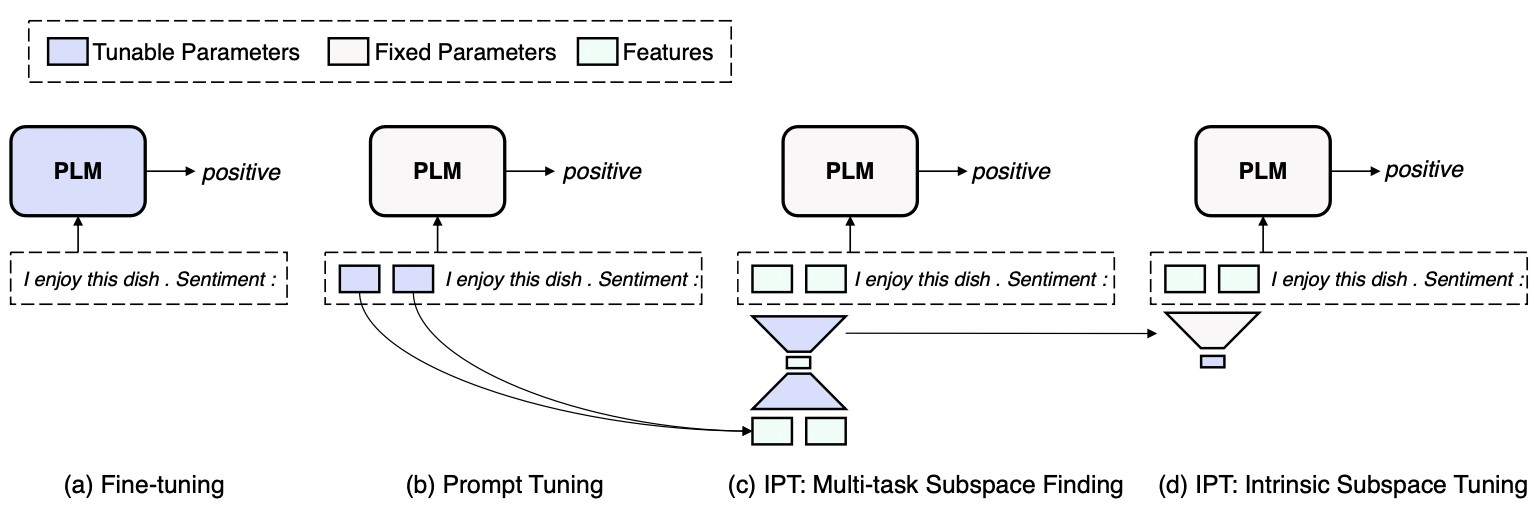 Tunable Parameters Fixed Parameters Features
PLM positive PLM positive PLM positive PLM positive
I enjoy this dish . Sentiment : I enjoy this dish . Sentiment : I enjoy this dish . Sentiment : I enjoy this dish . Sentiment :
(a) Fine-tuning (b) Prompt Tuning (c) IPT: Multi-task Subspace Finding (d) IPT: Intrinsic Subspace Tuning